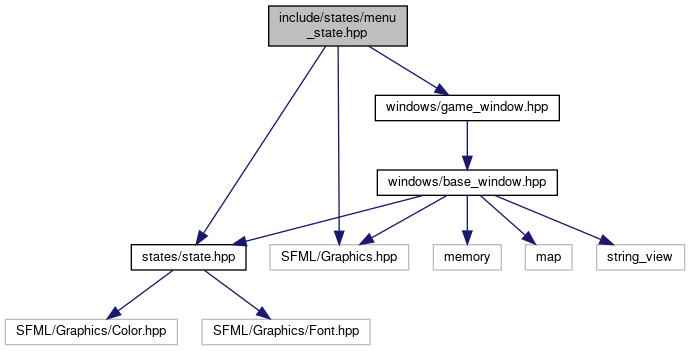 include/states/menu
_state.hpp
windows/game_window.hpp
windows/base_window.hpp
states/state.hpp
SFML/Graphics.hpp
memory
map
string_view
SFML/Graphics/Color.hpp
SFML/Graphics/Font.hpp